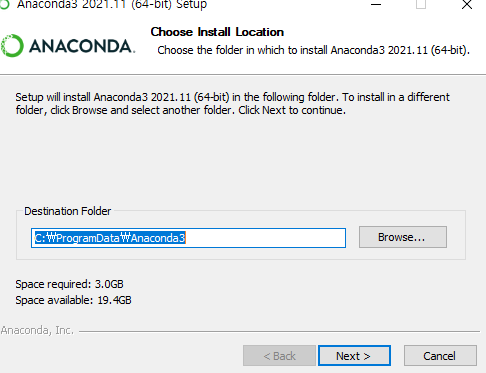 Anaconda3 2021.11 (64-bit) Setup
ANACONDA.
Choose Install Location
Choose the folder in which to install Anaconda3 2021.11 (64-bit).
Setup will install Anaconda3 2021.11 (64-bit) in the following folder. To install in a different
folder, click Browse and select another folder. Click Next to continue.
Destination Folder
C:₩ProgramData₩Anaconda3
Browse...
Space required: 3.0GB
Space available: 19.4GB
Anaconda, Inc.
< Back
Next >
Cancel